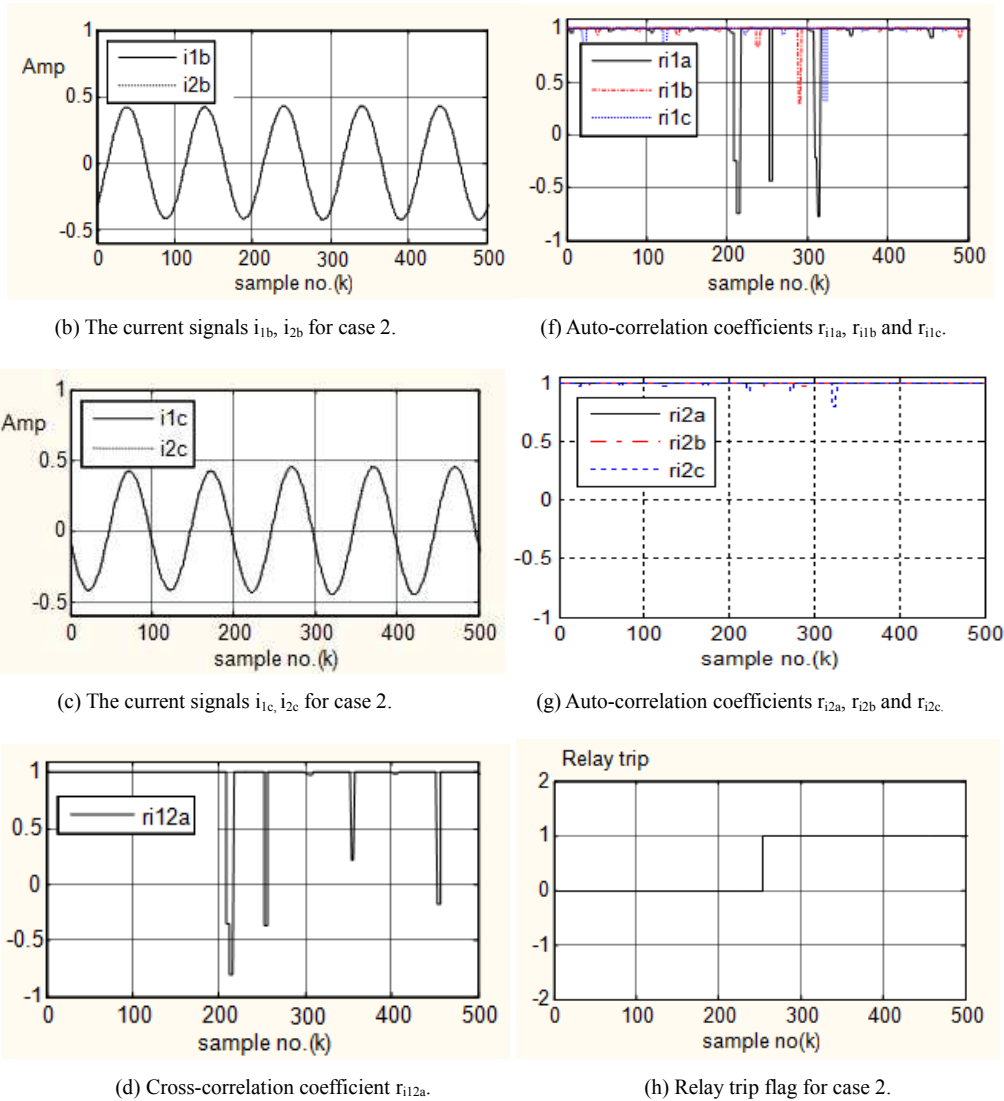 Amp
i1b
i2b
1
0.5
0
-0.5
0 100 200 300 400 500
sample no.(k)
(b) The current signals i1b, i2b for case 2.
ri1a
ri1b
ri1c
1
0.5
0
-0.5
-1
0 100 200 300 400 500
sample no.(k)
(f) Auto-correlation coefficients ri1a, ri1b and ri1c.
Amp
i1c
i2c
1
0.5
0
-0.5
0 100 200 300 400 500
sample no.(k)
(c) The current signals i1c, i2c for case 2.
ri2a
ri2b
ri2c
1
0.5
0
-0.5
-1
0 100 200 300 400 500
sample no.(k)
(g) Auto-correlation coefficients ri2a, ri2b and ri2c.
ri12a
1
0.5
0
-0.5
-1
0 100 200 300 400 500
sample no.(k)
(d) Cross-correlation coefficient ri12a.
Relay trip
2
1
0
-1
-2
0 100 200 300 400 500
sample no(k)
(h) Relay trip flag for case 2.